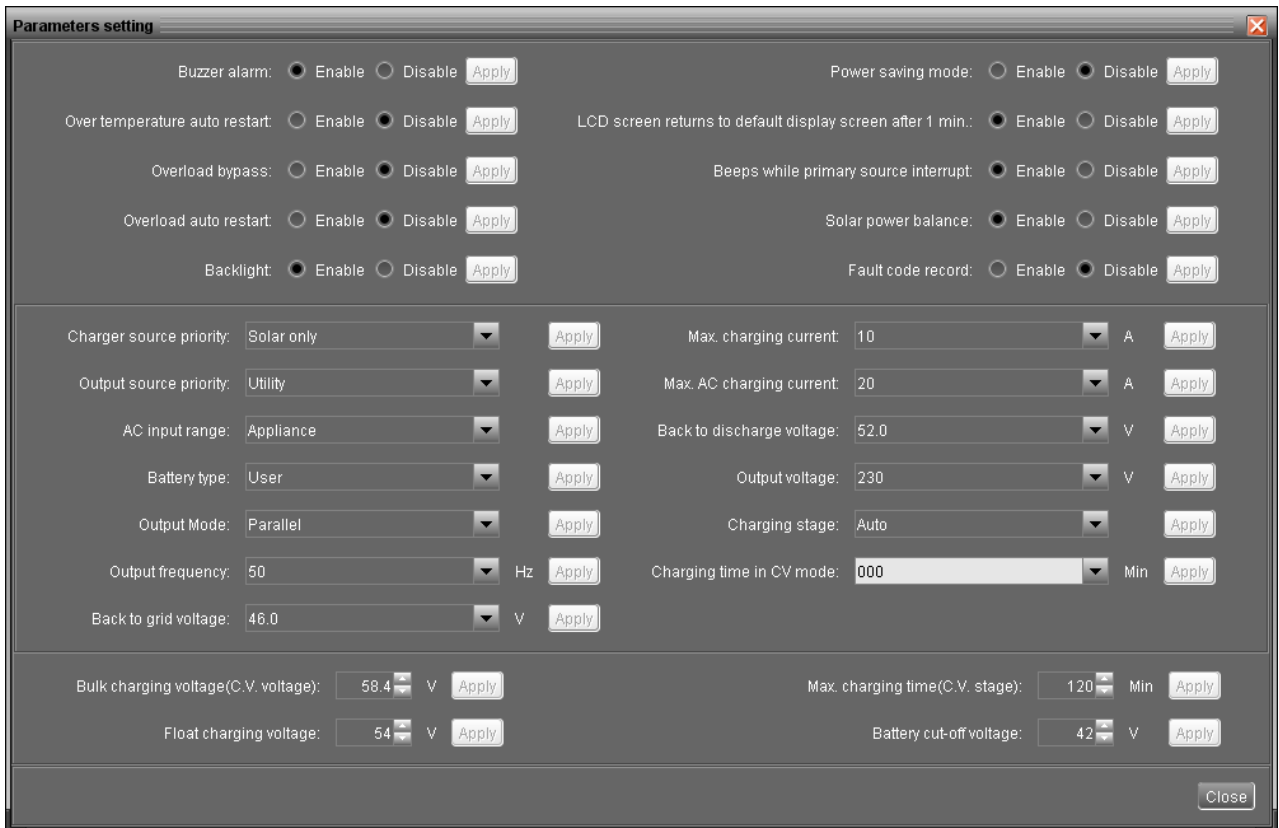 Parameters setting
Buzzer alarm: Enable Disable Apply Power saving mode: Enable Disable Apply
Over temperature auto restart: Enable Disable Apply LCD screen returns to default display screen after 1 min.: Enable Disable Apply
Overload bypass: Enable Disable Apply Beeps while primary source interrupt: Enable Disable Apply
Overload auto restart: Enable Disable Apply Solar power balance: Enable Disable Apply
Backlight: Enable Disable Apply Fault code record: Enable Disable Apply
Charger source priority: Solar only Apply Max. charging current: 10 A Apply
Output source priority: Utility Apply Max. AC charging current: 20 A Apply
AC input range: Appliance Apply Back to discharge voltage: 52.0 V Apply
Battery type: User Apply Output voltage: 230 V Apply
Output Mode: Parallel Apply Charging stage: Auto Apply
Output frequency: 50 Hz Apply Charging time in CV mode: 000 Min Apply
Back to grid voltage: 46.0 V Apply
Bulk charging voltage(C.V. voltage): 58.4 V Apply Max. charging time(C.V. stage): 120 Min Apply
Float charging voltage: 54 V Apply Battery cut-off voltage: 42 V Apply
Close